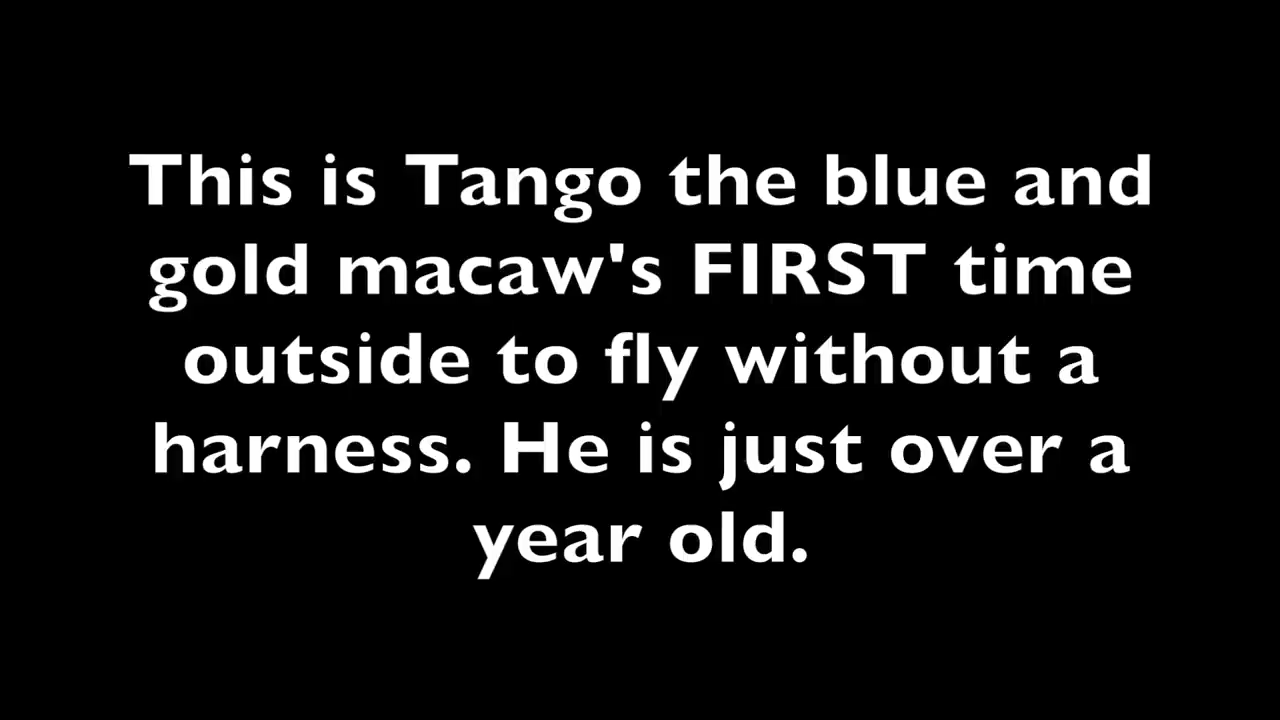 This is Tango the blue and
gold macaw's FIRST time
outside to fly without a
harness. He is just over a
year old.